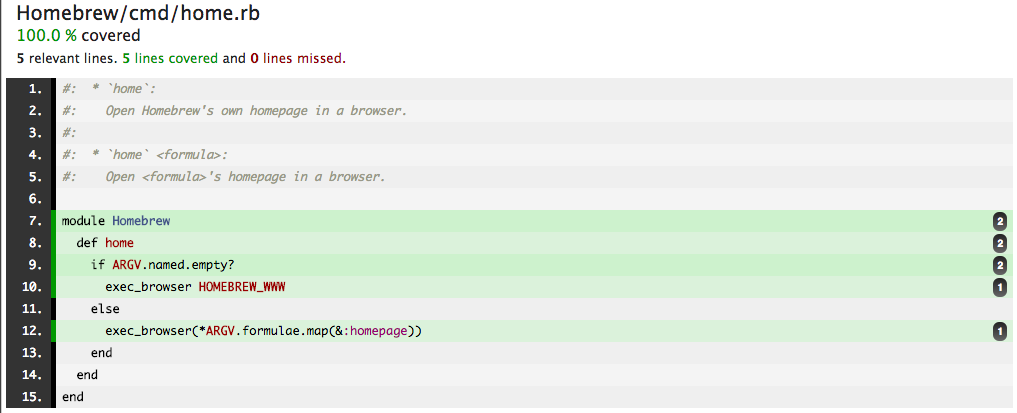 Homebrew/cmd/home.rb
100.0 % covered
5 relevant lines. 5 lines covered and 0 lines missed.
1. #:  * `home`:
2. #:    Open Homebrew's own homepage in a browser.
3. #:
4. #:  * `home` <formula>:
5. #:    Open <formula>'s homepage in a browser.
6.
7. module Homebrew 2
8.   def home 2
9.     if ARGV.named.empty? 2
10.       exec_browser HOMEBREW_WWW 1
11.     else
12.       exec_browser(*ARGV.formulae.map(&:homepage)) 1
13.     end
14.   end
15. end